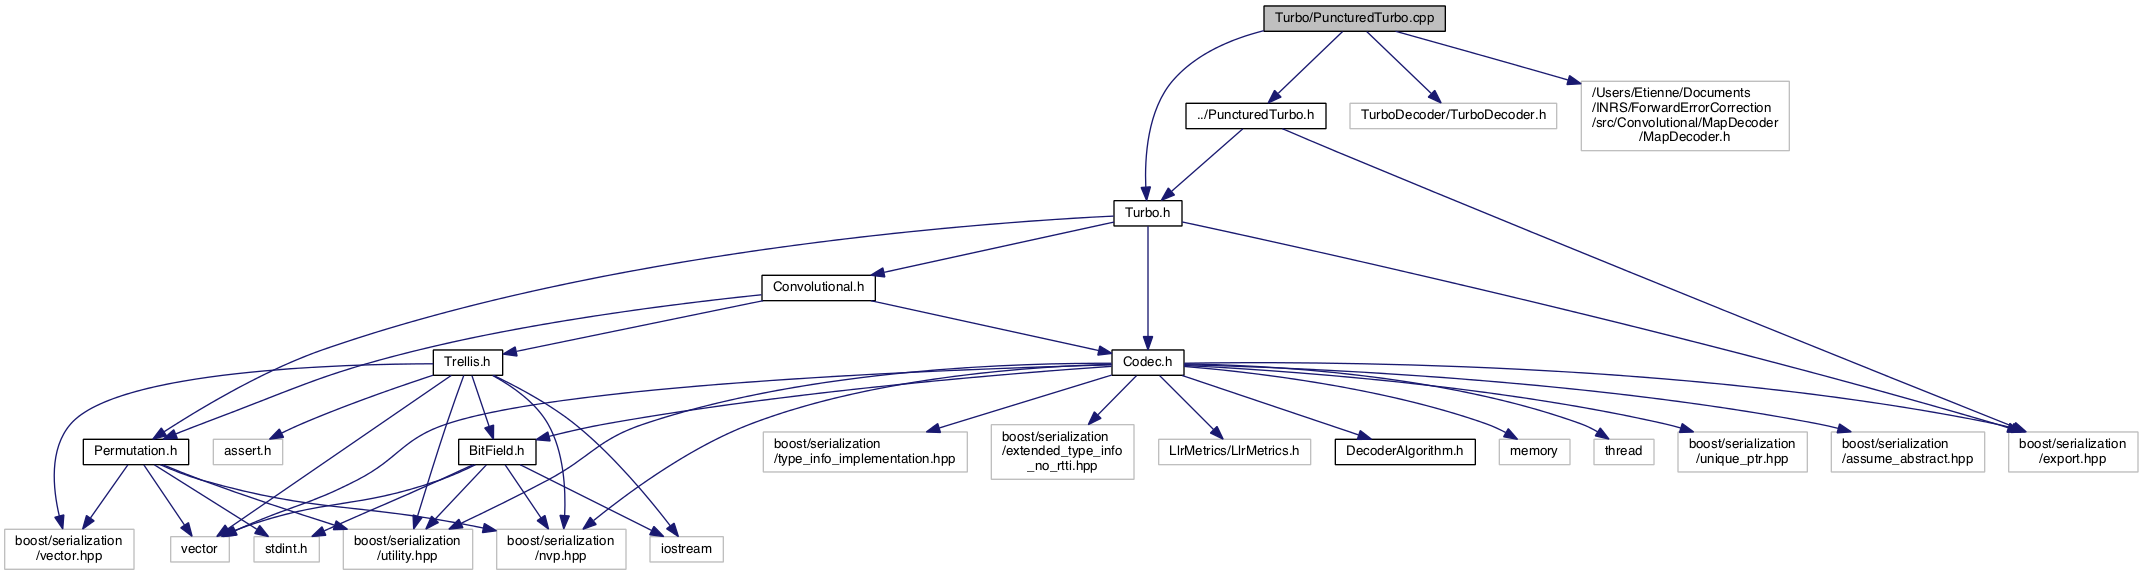 Turbo/PuncturedTurbo.cpp
../PuncturedTurbo.h
TurboDecoder/TurboDecoder.h
/Users/Etienne/Documents
/INRS/ForwardErrorCorrection
/src/Convolutional/MapDecoder
/MapDecoder.h
Turbo.h
Convolutional.h
Trellis.h
Codec.h
Permutation.h
assert.h
BitField.h
boost/serialization
/type_info_implementation.hpp
boost/serialization
/extended_type_info
_no_rtti.hpp
LlrMetrics/LlrMetrics.h
DecoderAlgorithm.h
memory
thread
boost/serialization
/unique_ptr.hpp
boost/serialization
/assume_abstract.hpp
boost/serialization
/export.hpp
boost/serialization
/vector.hpp
vector
stdint.h
boost/serialization
/utility.hpp
boost/serialization
/nvp.hpp
iostream